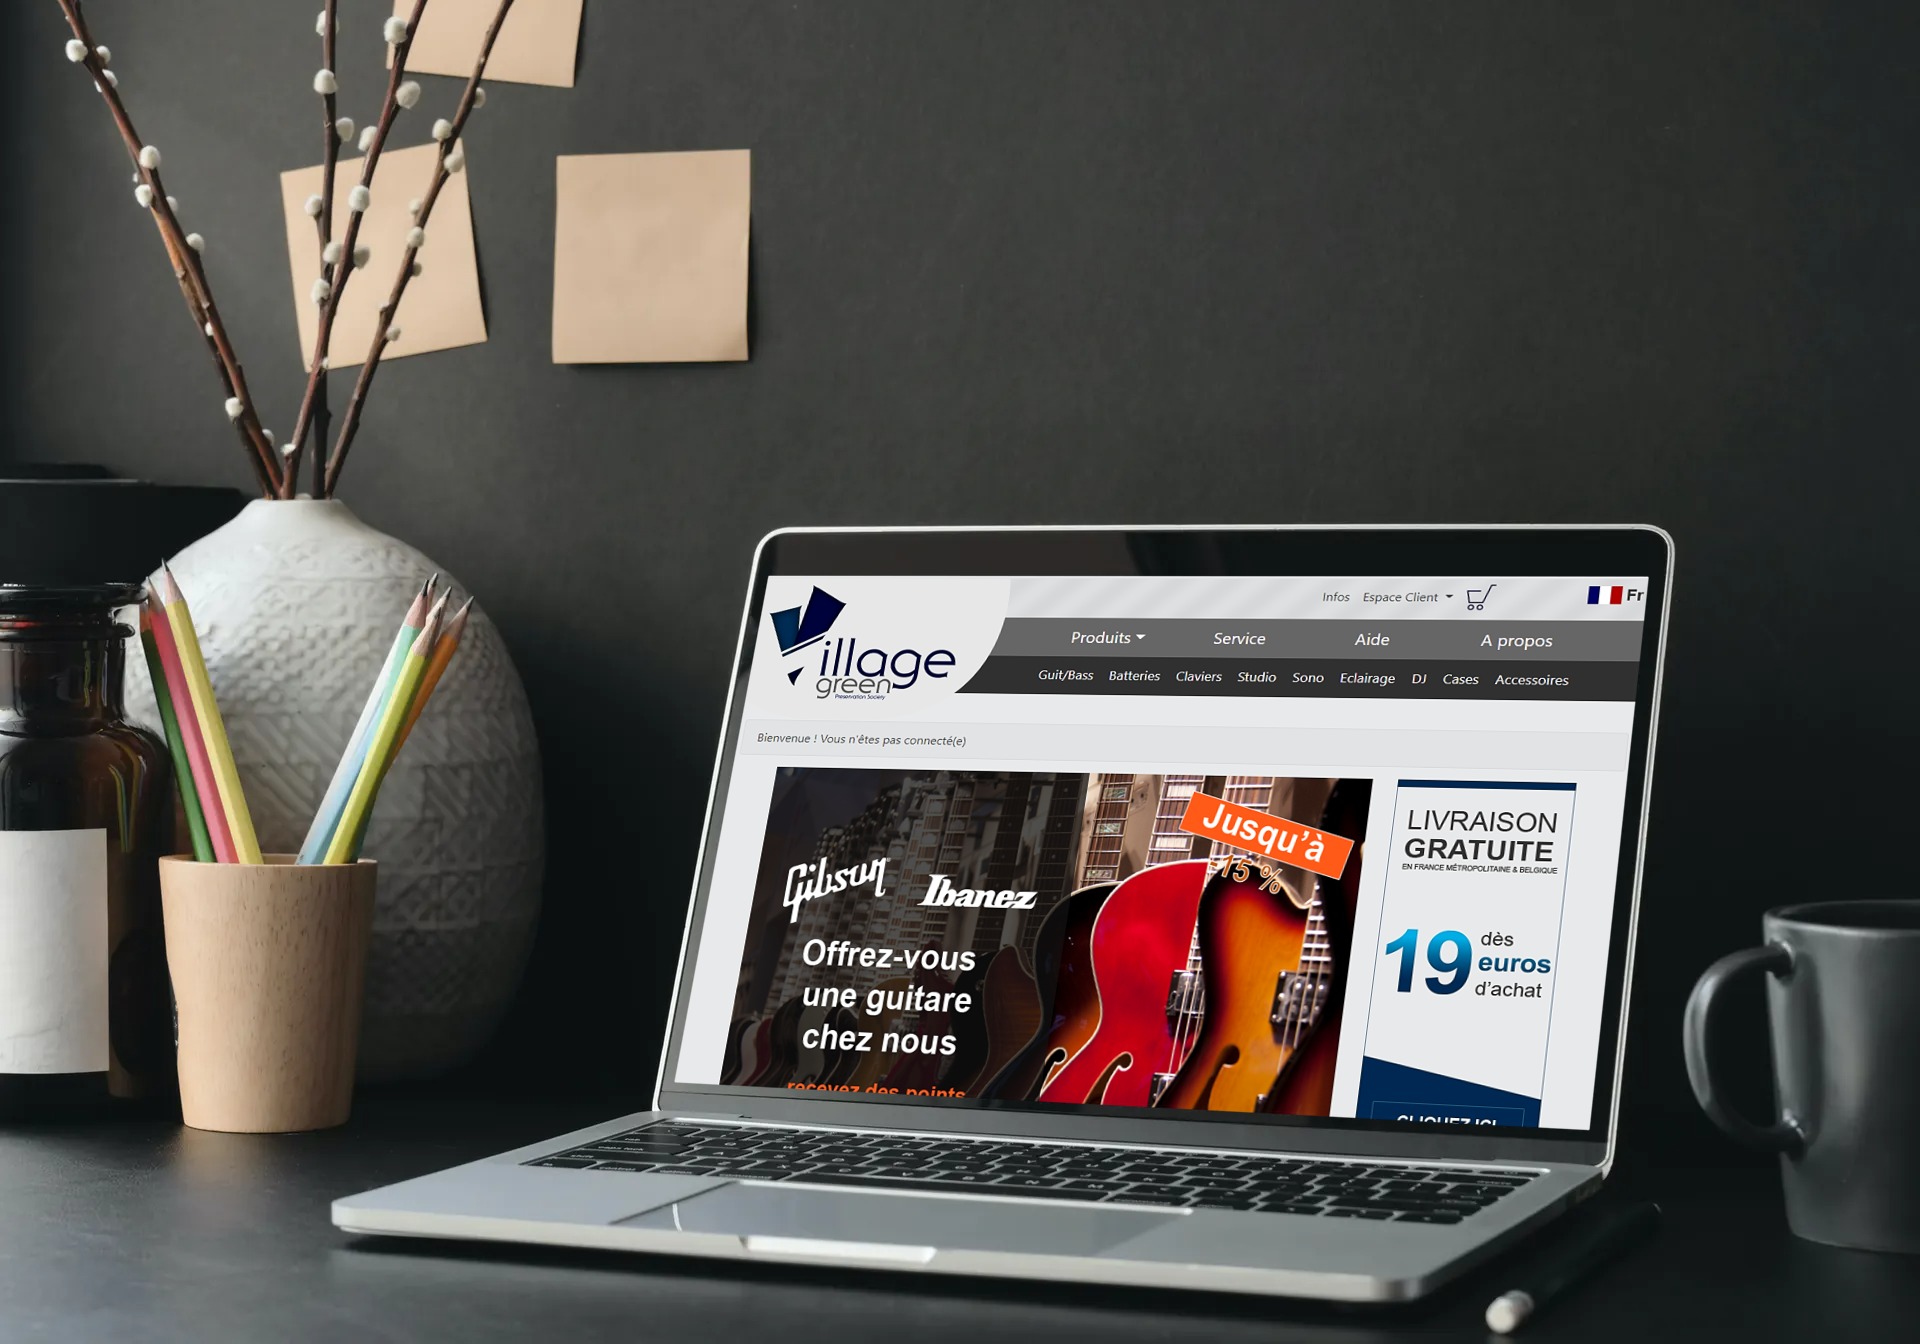 Village
green
Preservation Society
Infos Espace Client
Fr
Produits Service Aide A propos
Guit/Bass Batteries Claviers Studio Sono Eclairage DJ Cases Accessoires
Bienvenue ! Vous n'êtes pas connecté(e)
Gibson Ibanez
Offrez-vous
une guitare
chez nous
recevez des points
Jusqu'à
-15 %
LIVRAISON
GRATUITE
EN FRANCE MÉTROPOLITAINE & BELGIQUE
19 dès
euros
d'achat
CLIQUEZ ICI